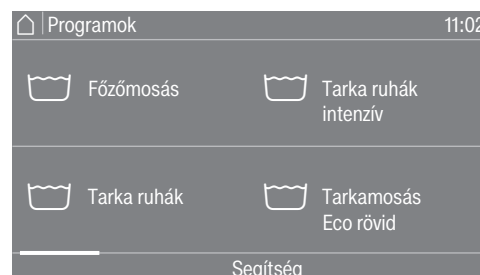 Programok 11:02
Főzőmosás
Tarka ruhák
intenzív
Tarka ruhák
Tarkamosás
Eco rövid
Segítség